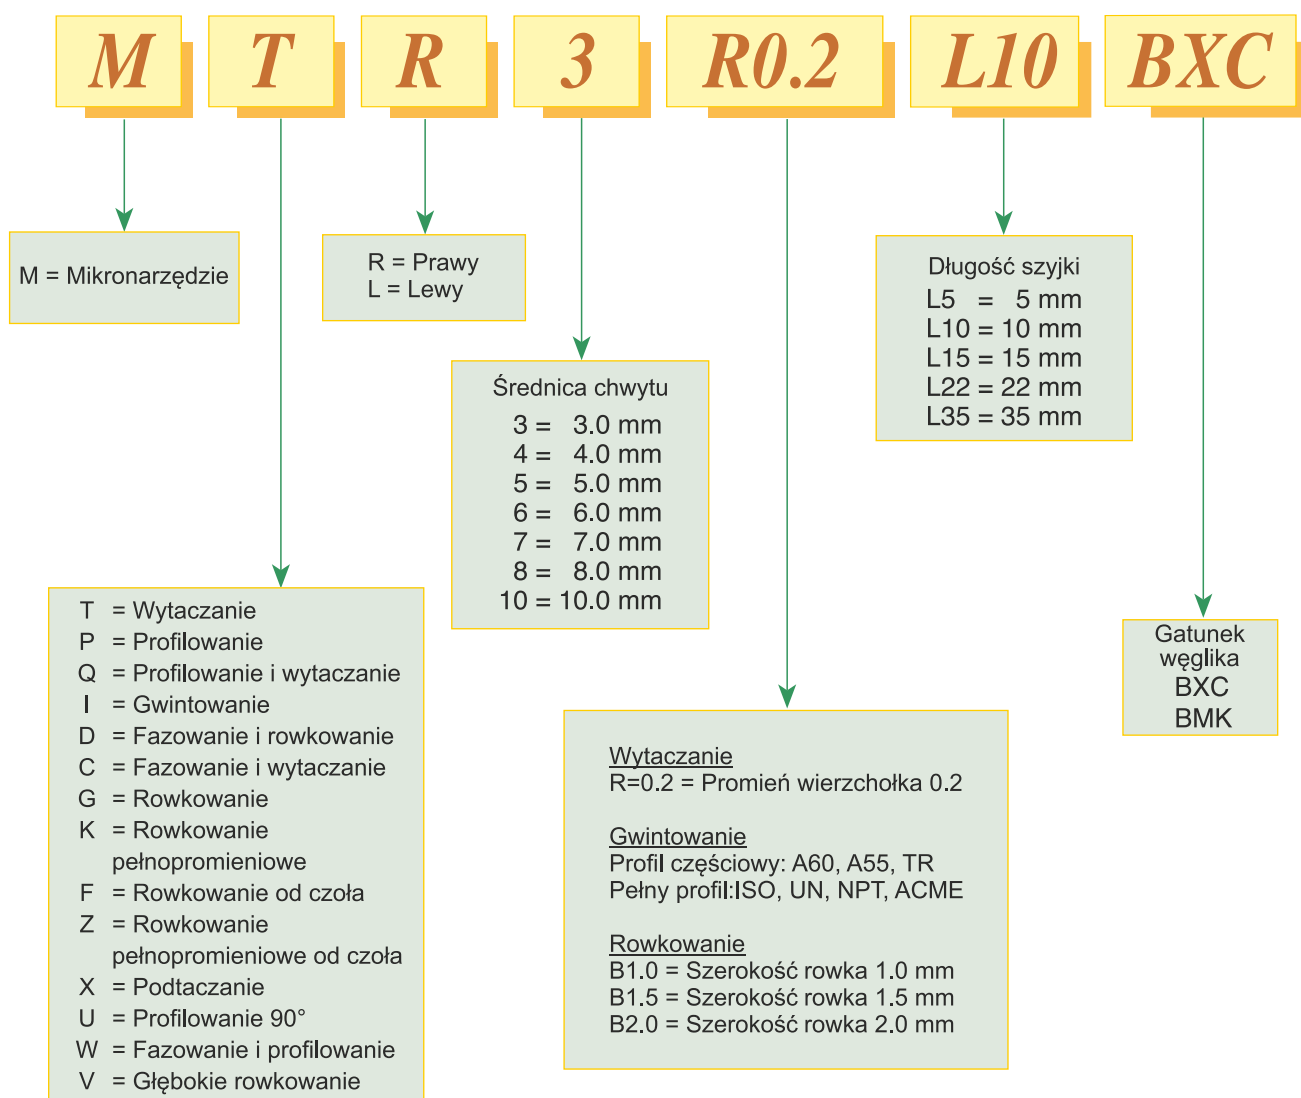 M T R 3 R0.2 L10 BXC
M = Mikronarzędzie
R = Prawy
L = Lewy
Długość szyjki
L5 = 5 mm
L10 = 10 mm
L15 = 15 mm
L22 = 22 mm
L35 = 35 mm
Średnica chwytu
3 = 3.0 mm
4 = 4.0 mm
5 = 5.0 mm
6 = 6.0 mm
7 = 7.0 mm
8 = 8.0 mm
10 = 10.0 mm
T = Wytaczanie
P = Profilowanie
Q = Profilowanie i wytaczanie
I = Gwintowanie
D = Fazowanie i rowkowanie
C = Fazowanie i wytaczanie
G = Rowkowanie
K = Rowkowanie
pełnopromieniowe
F = Rowkowanie od czoła
Z = Rowkowanie
pełnopromieniowe od czoła
X = Podtaczanie
U = Profilowanie 90°
W = Fazowanie i profilowanie
V = Głębokie rowkowanie
Wytaczanie
R=0.2 = Promień wierzchołka 0.2
Gwintowanie
Profil częściowy: A60, A55, TR
Pełny profil:ISO, UN, NPT, ACME
Rowkowanie
B1.0 = Szerokość rowka 1.0 mm
B1.5 = Szerokość rowka 1.5 mm
B2.0 = Szerokość rowka 2.0 mm
Gatunek
węglika
BXC
BMK